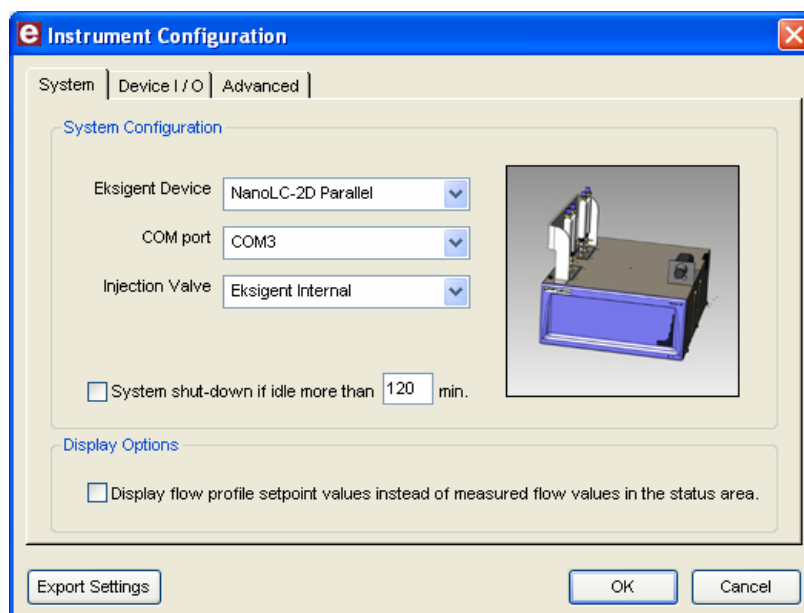 e Instrument Configuration
System Device I / O Advanced
System Configuration
Eksigent Device NanoLC-2D Parallel
COM port COM3
Injection Valve Eksigent Internal
System shut-down if idle more than 120 min.
Display Options
Display flow profile setpoint values instead of measured flow values in the status area.
Export Settings OK Cancel